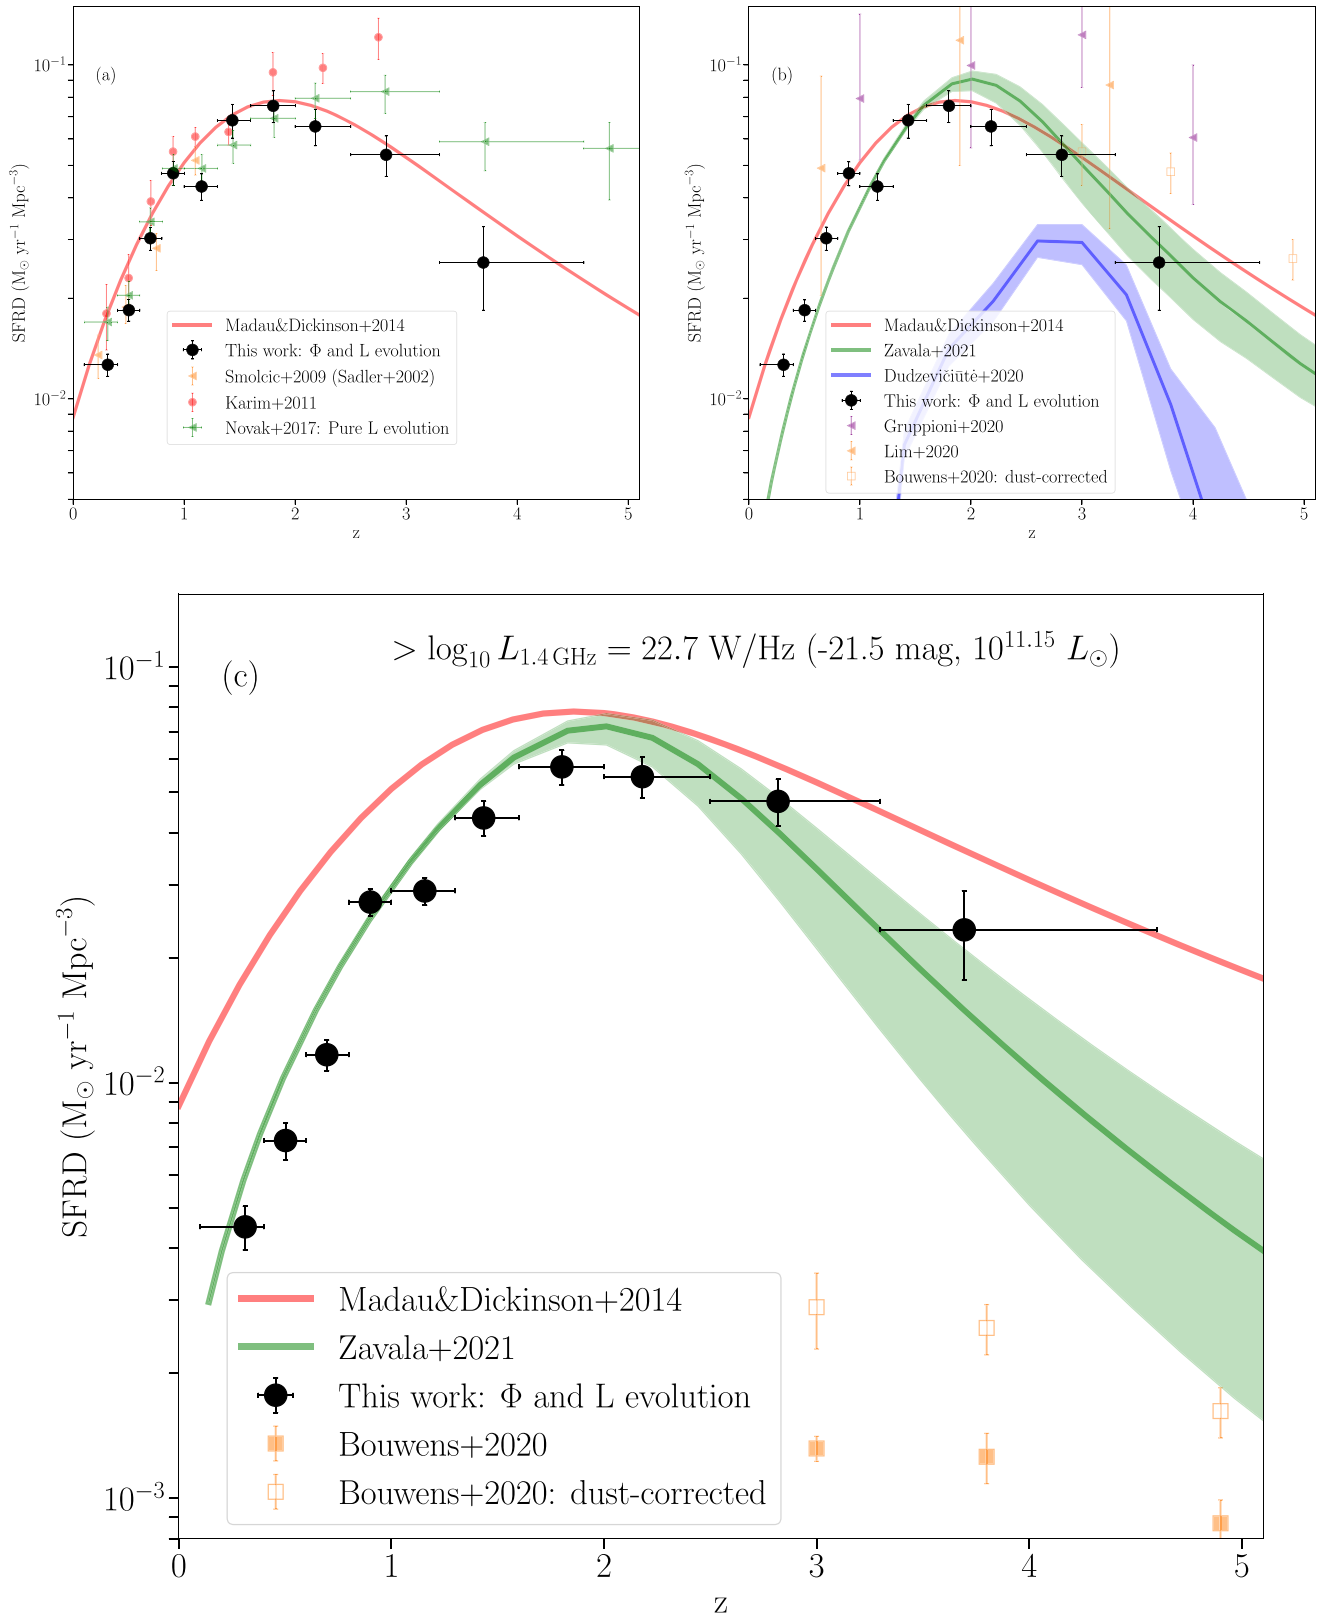 (a)
10⁻¹
10⁻²
SFRD (M⊙ yr⁻¹ Mpc⁻³)
Madau&Dickinson+2014
This work: Φ and L evolution
Smolcic+2009 (Sadler+2002)
Karim+2011
Novak+2017: Pure L evolution
0 1 2 3 4 5
z
(b)
10⁻¹
10⁻²
SFRD (M⊙ yr⁻¹ Mpc⁻³)
Madau&Dickinson+2014
Zavala+2021
Dudzevičiūtė+2020
This work: Φ and L evolution
Gruppioni+2020
Lim+2020
Bouwens+2020: dust-corrected
0 1 2 3 4 5
z
> log₁₀ L₁.₄ GHz = 22.7 W/Hz (-21.5 mag, 10¹¹·¹⁵ L⊙)
(c)
10⁻¹
10⁻²
10⁻³
SFRD (M⊙ yr⁻¹ Mpc⁻³)
Madau&Dickinson+2014
Zavala+2021
This work: Φ and L evolution
Bouwens+2020
Bouwens+2020: dust-corrected
0 1 2 3 4 5
z